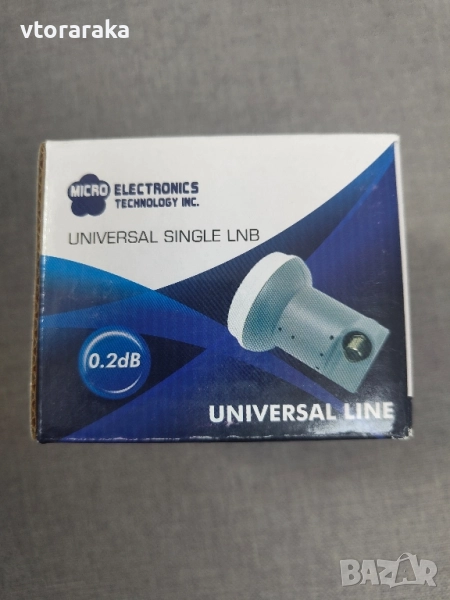 vtoraraka
MICRO ELECTRONICS
TECHNOLOGY INC.
UNIVERSAL SINGLE LNB
0.2dB
UNIVERSAL LINE
BAZAR